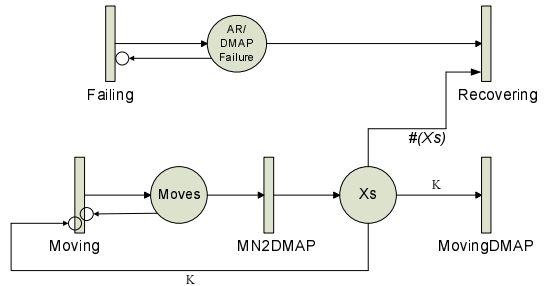 AR/
DMAP
Failure
Failing
Recovering
#(Xs)
Moves
Xs
K
Moving
MN2DMAP
MovingDMAP
K